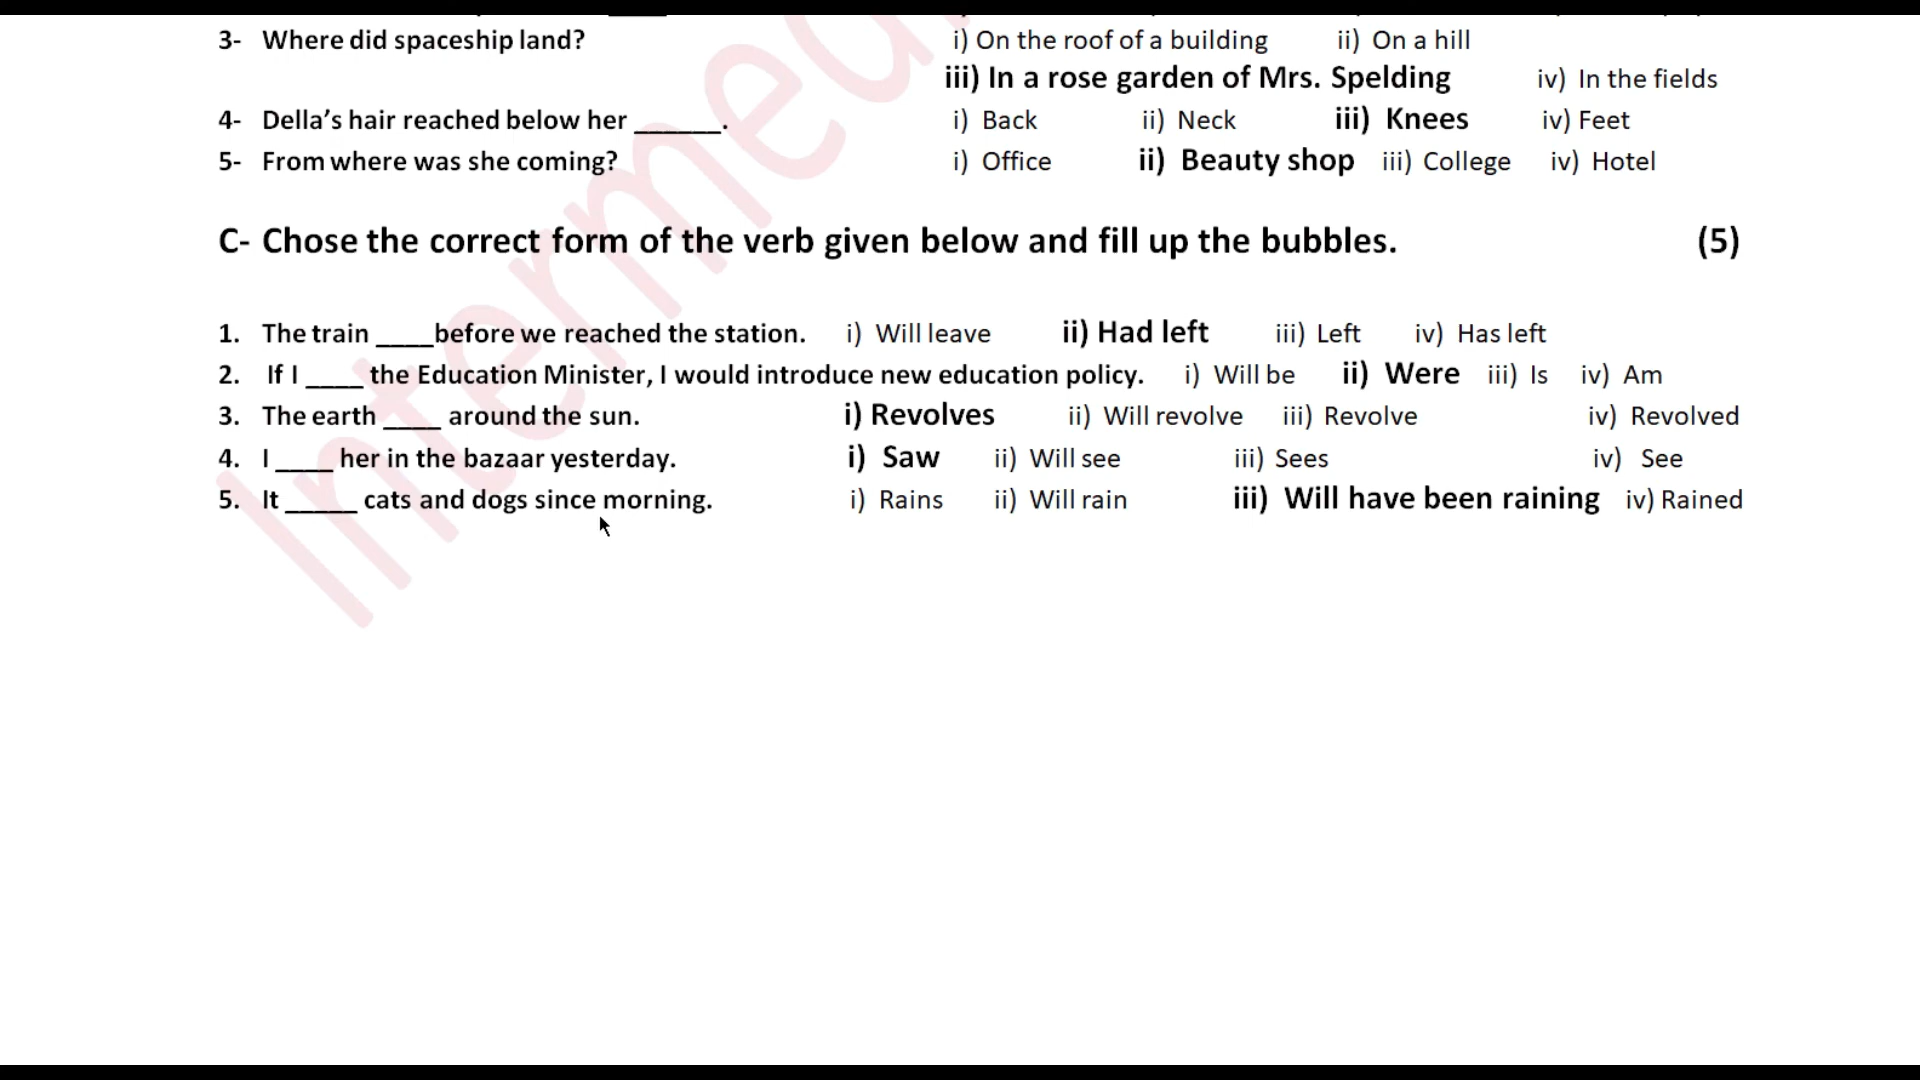 3- Where did spaceship land? i) On the roof of a building ii) On a hill
iii) In a rose garden of Mrs. Spelding iv) In the fields
4- Della’s hair reached below her ______. i) Back ii) Neck iii) Knees iv) Feet
5- From where was she coming? i) Office ii) Beauty shop iii) College iv) Hotel
C- Chose the correct form of the verb given below and fill up the bubbles. (5)
1. The train ____before we reached the station. i) Will leave ii) Had left iii) Left iv) Has left
2. If I ____ the Education Minister, I would introduce new education policy. i) Will be ii) Were iii) Is iv) Am
3. The earth ____ around the sun. i) Revolves ii) Will revolve iii) Revolve iv) Revolved
4. I ____ her in the bazaar yesterday. i) Saw ii) Will see iii) Sees iv) See
5. It _____ cats and dogs since morning. i) Rains ii) Will rain iii) Will have been raining iv) Rained